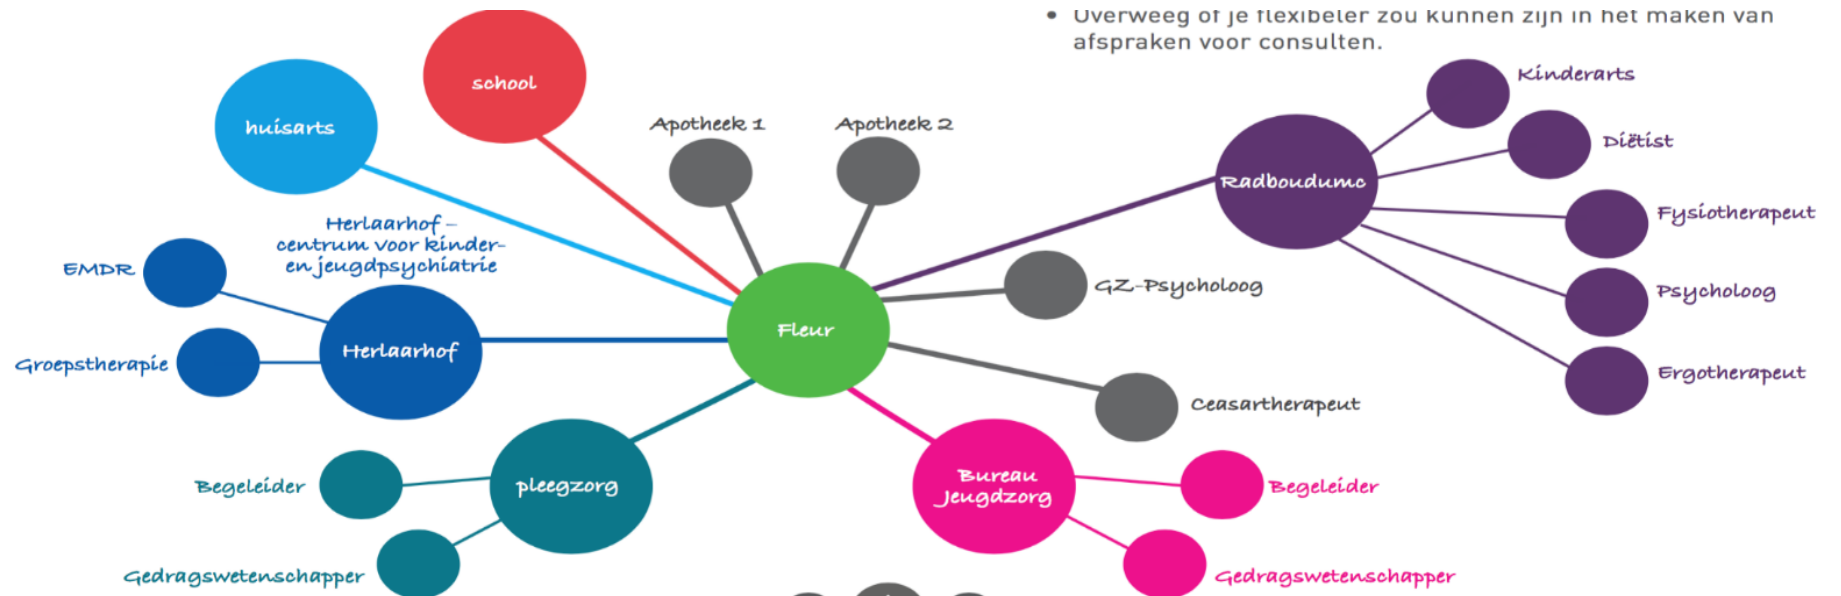 • Overweeg of je flexibeler zou kunnen zijn in het maken van
afspraken voor consulten.
school
huisarts
Apotheek 1
Apotheek 2
Kinderarts
Diëtist
Radboudumc
Fysiotherapeut
Herlaarhof –
centrum voor kinder-
en jeugdpsychiatrie
EMDR
GZ-Psycholoog
Psycholoog
Fleur
Herlaarhof
Groepstherapie
Ergotherapeut
Ceasartherapeut
Begeleider
pleegzorg
Bureau
Jeugdzorg
Begeleider
Gedragswetenschapper
Gedragswetenschapper